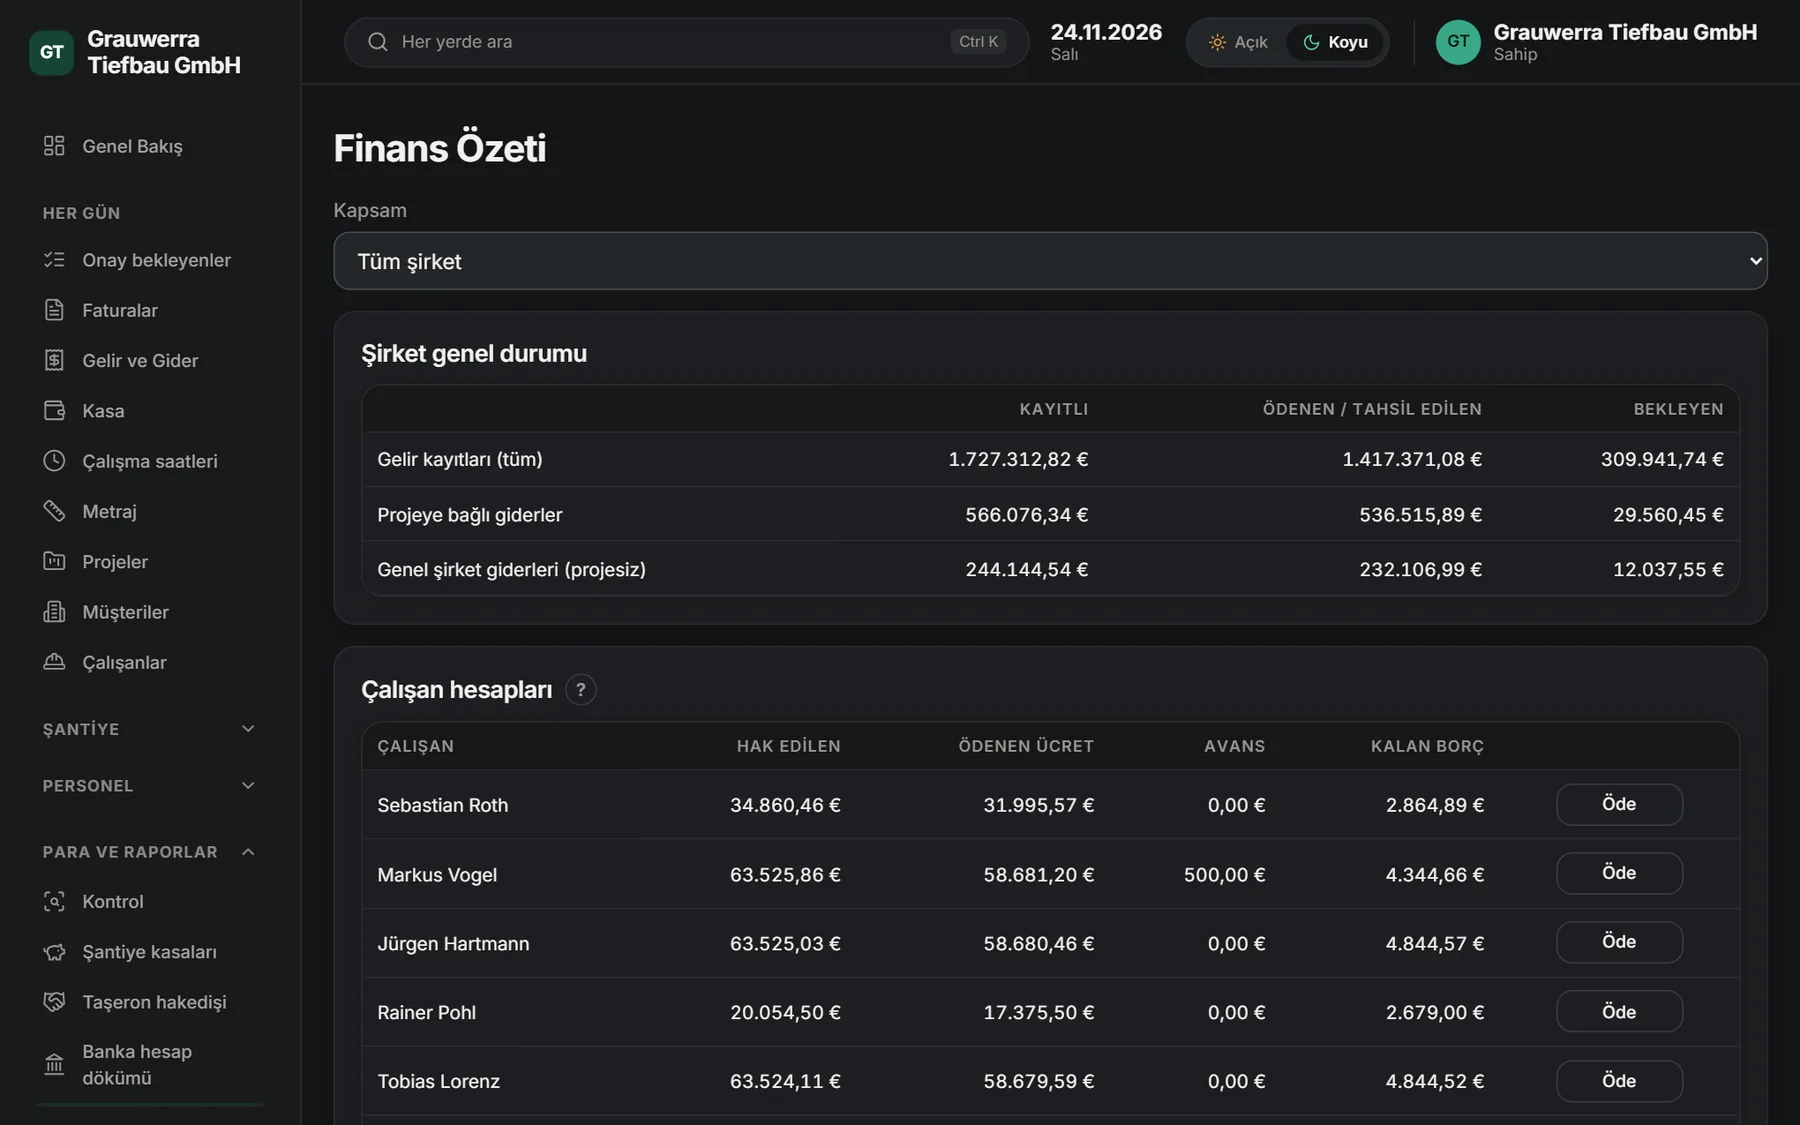 GT
Grauwerra
Tiefbau GmbH
Her yerde ara
Ctrl K
24.11.2026
Salı
Açık
Koyu
GT
Grauwerra Tiefbau GmbH
Sahip
Genel Bakış
HER GÜN
Onay bekleyenler
Faturalar
Gelir ve Gider
Kasa
Çalışma saatleri
Metraj
Projeler
Müşteriler
Çalışanlar
ŞANTİYE
PERSONEL
PARA VE RAPORLAR
Kontrol
Şantiye kasaları
Taşeron hakedişi
Banka hesap
dökümü
Finans Özeti
Kapsam
Tüm şirket
Şirket genel durumu
KAYITLI ÖDENEN / TAHSİL EDİLEN BEKLEYEN
Gelir kayıtları (tüm) 1.727.312,82 € 1.417.371,08 € 309.941,74 €
Projeye bağlı giderler 566.076,34 € 536.515,89 € 29.560,45 €
Genel şirket giderleri (projesiz) 244.144,54 € 232.106,99 € 12.037,55 €
Çalışan hesapları ?
ÇALIŞAN HAK EDİLEN ÖDENEN ÜCRET AVANS KALAN BORÇ
Sebastian Roth 34.860,46 € 31.995,57 € 0,00 € 2.864,89 € Öde
Markus Vogel 63.525,86 € 58.681,20 € 500,00 € 4.344,66 € Öde
Jürgen Hartmann 63.525,03 € 58.680,46 € 0,00 € 4.844,57 € Öde
Rainer Pohl 20.054,50 € 17.375,50 € 0,00 € 2.679,00 € Öde
Tobias Lorenz 63.524,11 € 58.679,59 € 0,00 € 4.844,52 € Öde